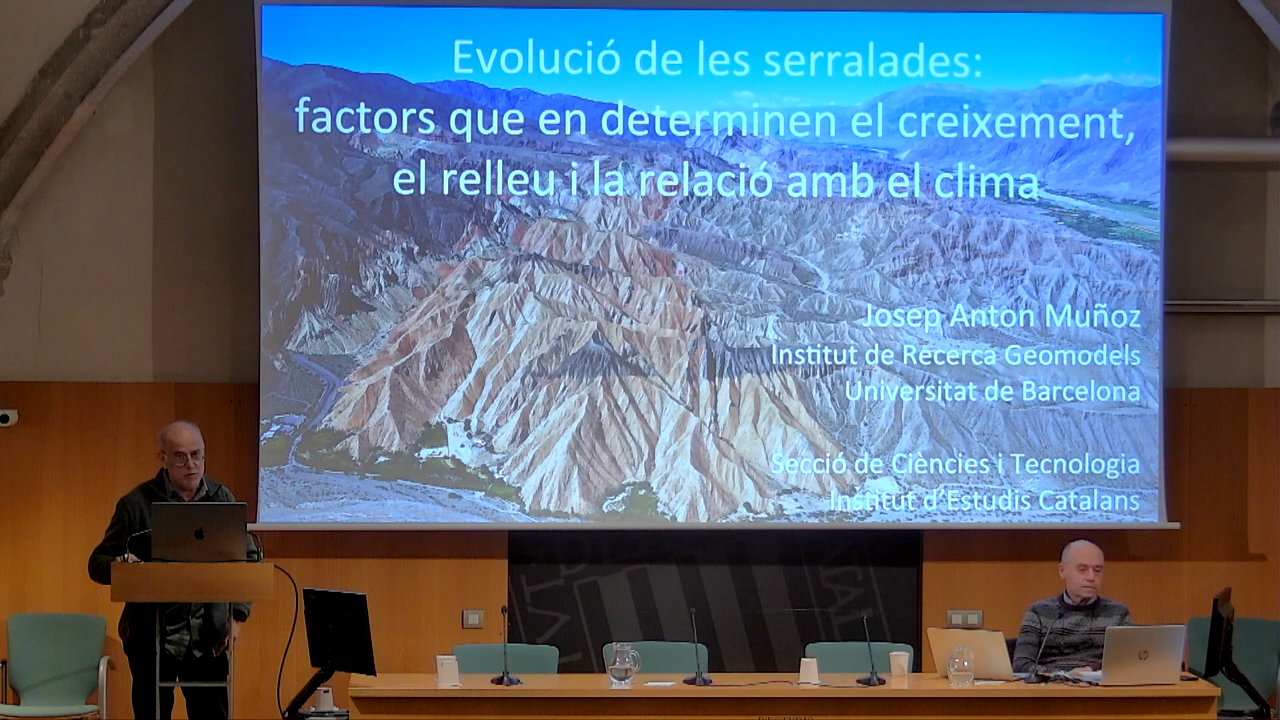 Evolució de les serralades:
factors que en determinen el creixement,
el relleu i la relació amb el clima
Josep Anton Muñoz
Institut de Recerca Geomodels
Universitat de Barcelona
Secció de Ciències i Tecnologia
Institut d'Estudis Catalans